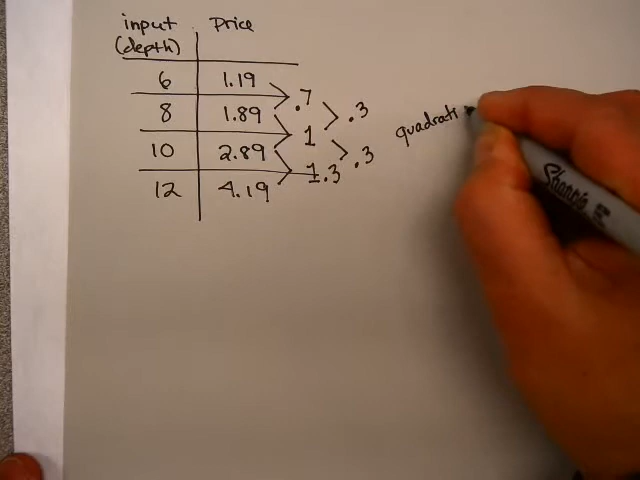 input Price
(depth)
6 1.19
.7
8 1.89 .3
1 quadrati
10 2.89 .3
1.3
12 4.19
Sharpie